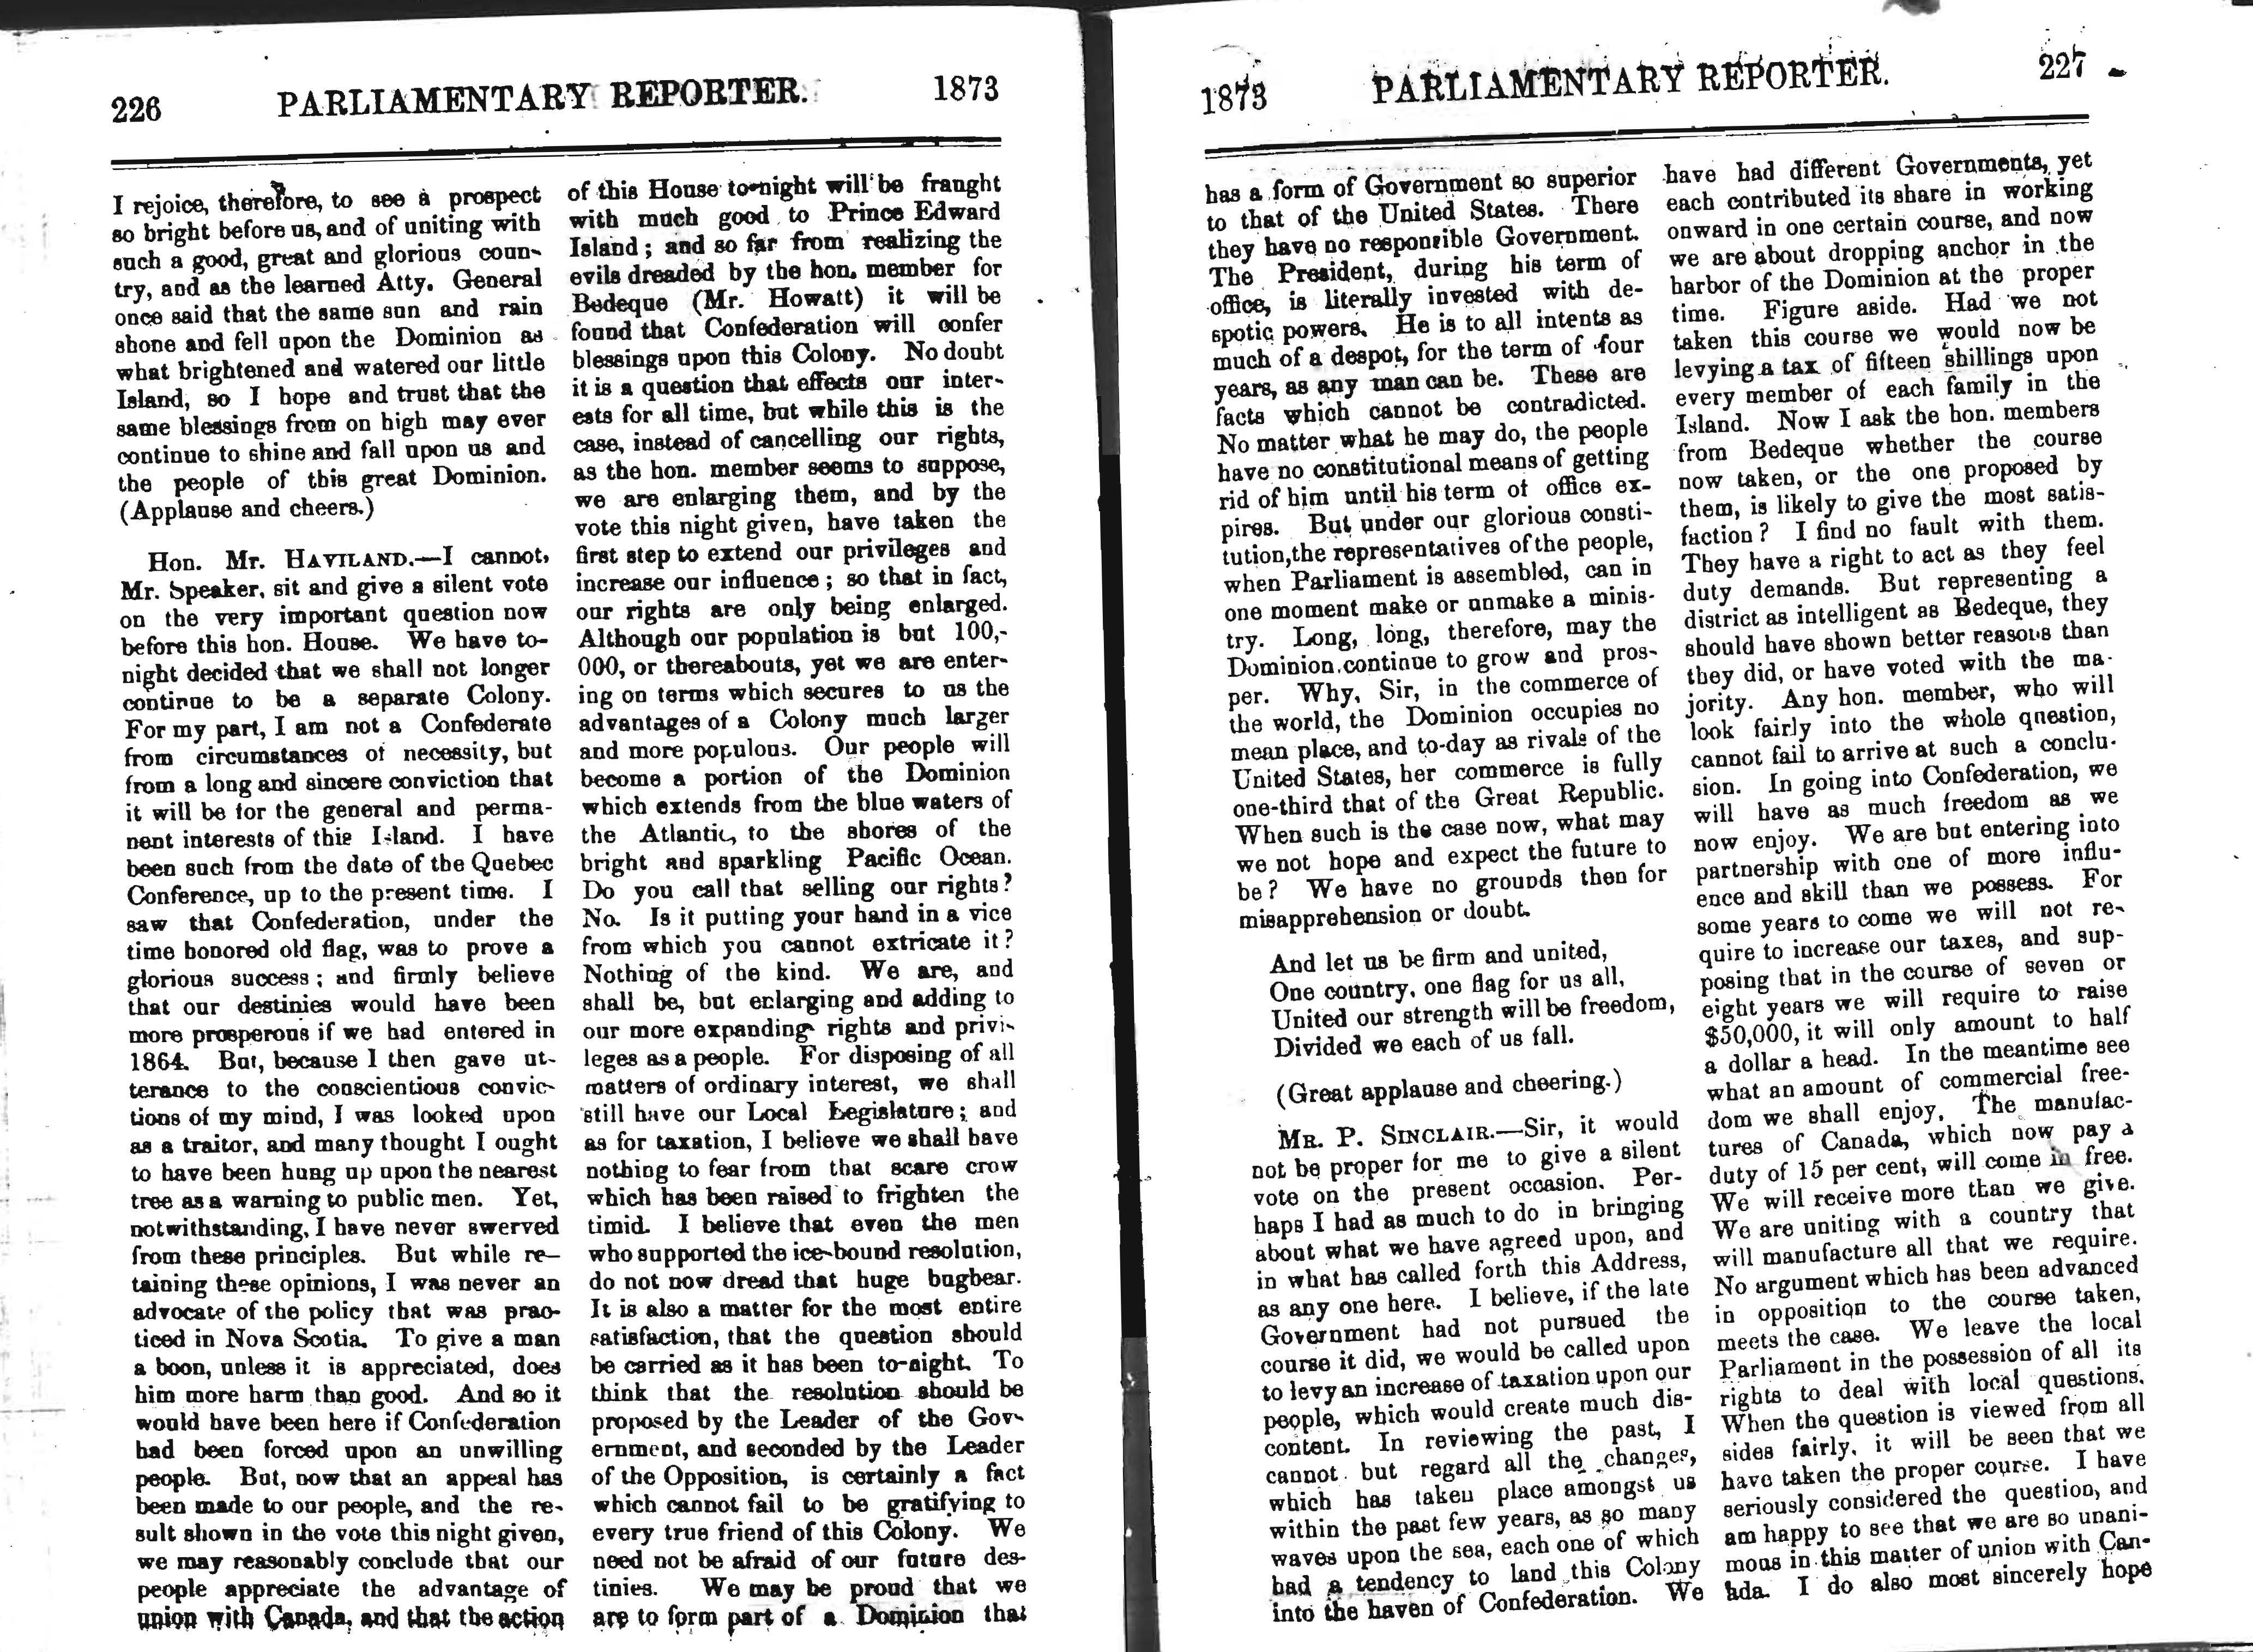 226 PARLIAMENTARY REPORTER. 1873
I rejoice, therefore, to see a prospect
so bright before us, and of uniting with
such a good, great and glorious coun-
try, and as the learned Atty. General
once said that the same sun and rain
shone and fell upon the Dominion as
what brightened and watered our little
Island, so I hope and trust that the
same blessings from on high may ever
continue to shine and fall upon us and
the people of this great Dominion.
(Applause and cheers.)
Hon. Mr. HAVILAND.—I cannot,
Mr. Speaker, sit and give a silent vote
on the very important question now
before this hon. House. We have to-
night decided that we shall not longer
continue to be a separate Colony.
For my part, I am not a Confederate
from circumstances of necessity, but
from a long and sincere conviction that
it will be for the general and perma-
nent interests of this Island. I have
been such from the date of the Quebec
Conference, up to the present time. I
saw that Confederation, under the
time honored old flag, was to prove a
glorious success; and firmly believe
that our destinies would have been
more prosperous if we had entered in
1864. But, because I then gave ut-
terance to the conscientious convic-
tions of my mind, I was looked upon
as a traitor, and many thought I ought
to have been hung up upon the nearest
tree as a warning to public men. Yet,
notwithstanding, I have never swerved
from these principles. But while re-
taining these opinions, I was never an
advocate of the policy that was prac-
ticed in Nova Scotia. To give a man
a boon, unless it is appreciated, does
him more harm than good. And so it
would have been here if Confederation
had been forced upon an unwilling
people. But, now that an appeal has
been made to our people, and the re-
sult shown in the vote this night given,
we may reasonably conclude that our
people appreciate the advantage of
union with Canada, and that the action
of this House to-night will be fraught
with much good to Prince Edward
Island; and so far from realizing the
evils dreaded by the hon. member for
Bedeque (Mr. Howatt) it will be
found that Confederation will confer
blessings upon this Colony. No doubt
it is a question that effects our inter-
ests for all time, but while this is the
case, instead of cancelling our rights,
as the hon. member seems to suppose,
we are enlarging them, and by the
vote this night given, have taken the
first step to extend our privileges and
increase our influence; so that in fact,
our rights are only being enlarged.
Although our population is but 100,-
000, or thereabouts, yet we are enter-
ing on terms which secures to us the
advantages of a Colony much larger
and more populous. Our people will
become a portion of the Dominion
which extends from the blue waters of
the Atlantic, to the shores of the
bright and sparkling Pacific Ocean.
Do you call that selling our rights?
No. Is it putting your hand in a vice
from which you cannot extricate it?
Nothing of the kind. We are, and
shall be, but enlarging and adding to
our more expanding rights and privi-
leges as a people. For disposing of all
matters of ordinary interest, we shall
still have our Local Legislature; and
as for taxation, I believe we shall have
nothing to fear from that scare crow
which has been raised to frighten the
timid. I believe that even the men
who supported the ice-bound resolution,
do not now dread that huge bugbear.
It is also a matter for the most entire
satisfaction, that the question should
be carried as it has been to-night. To
think that the resolution should be
proposed by the Leader of the Gov-
ernment, and seconded by the Leader
of the Opposition, is certainly a fact
which cannot fail to be gratifying to
every true friend of this Colony. We
need not be afraid of our future des-
tinies. We may be proud that we
are to form part of a Dominion that
1873 PARLIAMENTARY REPORTER. 227
has a form of Government so superior
to that of the United States. There
they have no responsible Government.
The President, during his term of
office, is literally invested with de-
spotic powers. He is to all intents as
much of a despot, for the term of four
years, as any man can be. These are
facts which cannot be contradicted.
No matter what he may do, the people
have no constitutional means of getting
rid of him until his term of office ex-
pires. But under our glorious consti-
tution, the representatives of the people,
when Parliament is assembled, can in
one moment make or unmake a minis-
try. Long, long, therefore, may the
Dominion continue to grow and pros-
per. Why, Sir, in the commerce of
the world, the Dominion occupies no
mean place, and to-day as rivals of the
United States, her commerce is fully
one-third that of the Great Republic.
When such is the case now, what may
we not hope and expect the future to
be? We have no grounds then for
misapprehension or doubt.
And let us be firm and united,
One country, one flag for us all,
United our strength will be freedom,
Divided we each of us fall.
(Great applause and cheering.)
MR. P. SINCLAIR.—Sir, it would
not be proper for me to give a silent
vote on the present occasion. Per-
haps I had as much to do in bringing
about what we have agreed upon, and
in what has called forth this Address,
as any one here. I believe, if the late
Government had not pursued the
course it did, we would be called upon
to levy an increase of taxation upon our
people, which would create much dis-
content. In reviewing the past, I
cannot but regard all the changes,
which has taken place amongst us
within the past few years, as so many
waves upon the sea, each one of which
had a tendency to land this Colony
into the haven of Confederation. We
have had different Governments, yet
each contributed its share in working
onward in one certain course, and now
we are about dropping anchor in the
harbor of the Dominion at the proper
time. Figure aside. Had we not
taken this course we would now be
levying a tax of fifteen shillings upon
every member of each family in the
Island. Now I ask the hon. members
from Bedeque whether the course
now taken, or the one proposed by
them, is likely to give the most satis-
faction? I find no fault with them.
They have a right to act as they feel
duty demands. But representing a
district as intelligent as Bedeque, they
should have shown better reasons than
they did, or have voted with the ma-
jority. Any hon. member, who will
look fairly into the whole question,
cannot fail to arrive at such a conclu-
sion. In going into Confederation, we
will have as much freedom as we
now enjoy. We are but entering into
partnership with one of more influ-
ence and skill than we possess. For
some years to come we will not re-
quire to increase our taxes, and sup-
posing that in the course of seven or
eight years we will require to raise
$50,000, it will only amount to half
a dollar a head. In the meantime see
what an amount of commercial free-
dom we shall enjoy. The manufac-
tures of Canada, which now pay a
duty of 15 per cent, will come in free.
We will receive more than we give.
We are uniting with a country that
will manufacture all that we require.
No argument which has been advanced
in opposition to the course taken,
meets the case. We leave the local
Parliament in the possession of all its
rights to deal with local questions.
When the question is viewed from all
sides fairly, it will be seen that we
have taken the proper course. I have
seriously considered the question, and
am happy to see that we are so unani-
mous in this matter of union with Can-
ada. I do also most sincerely hope